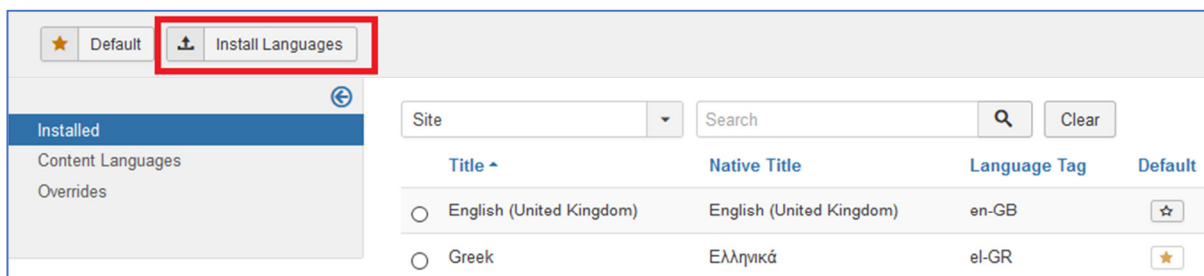 Default Install Languages
Installed
Content Languages
Overrides
Site Search Clear
Title Native Title Language Tag Default
English (United Kingdom) English (United Kingdom) en-GB
Greek Ελληνικά el-GR